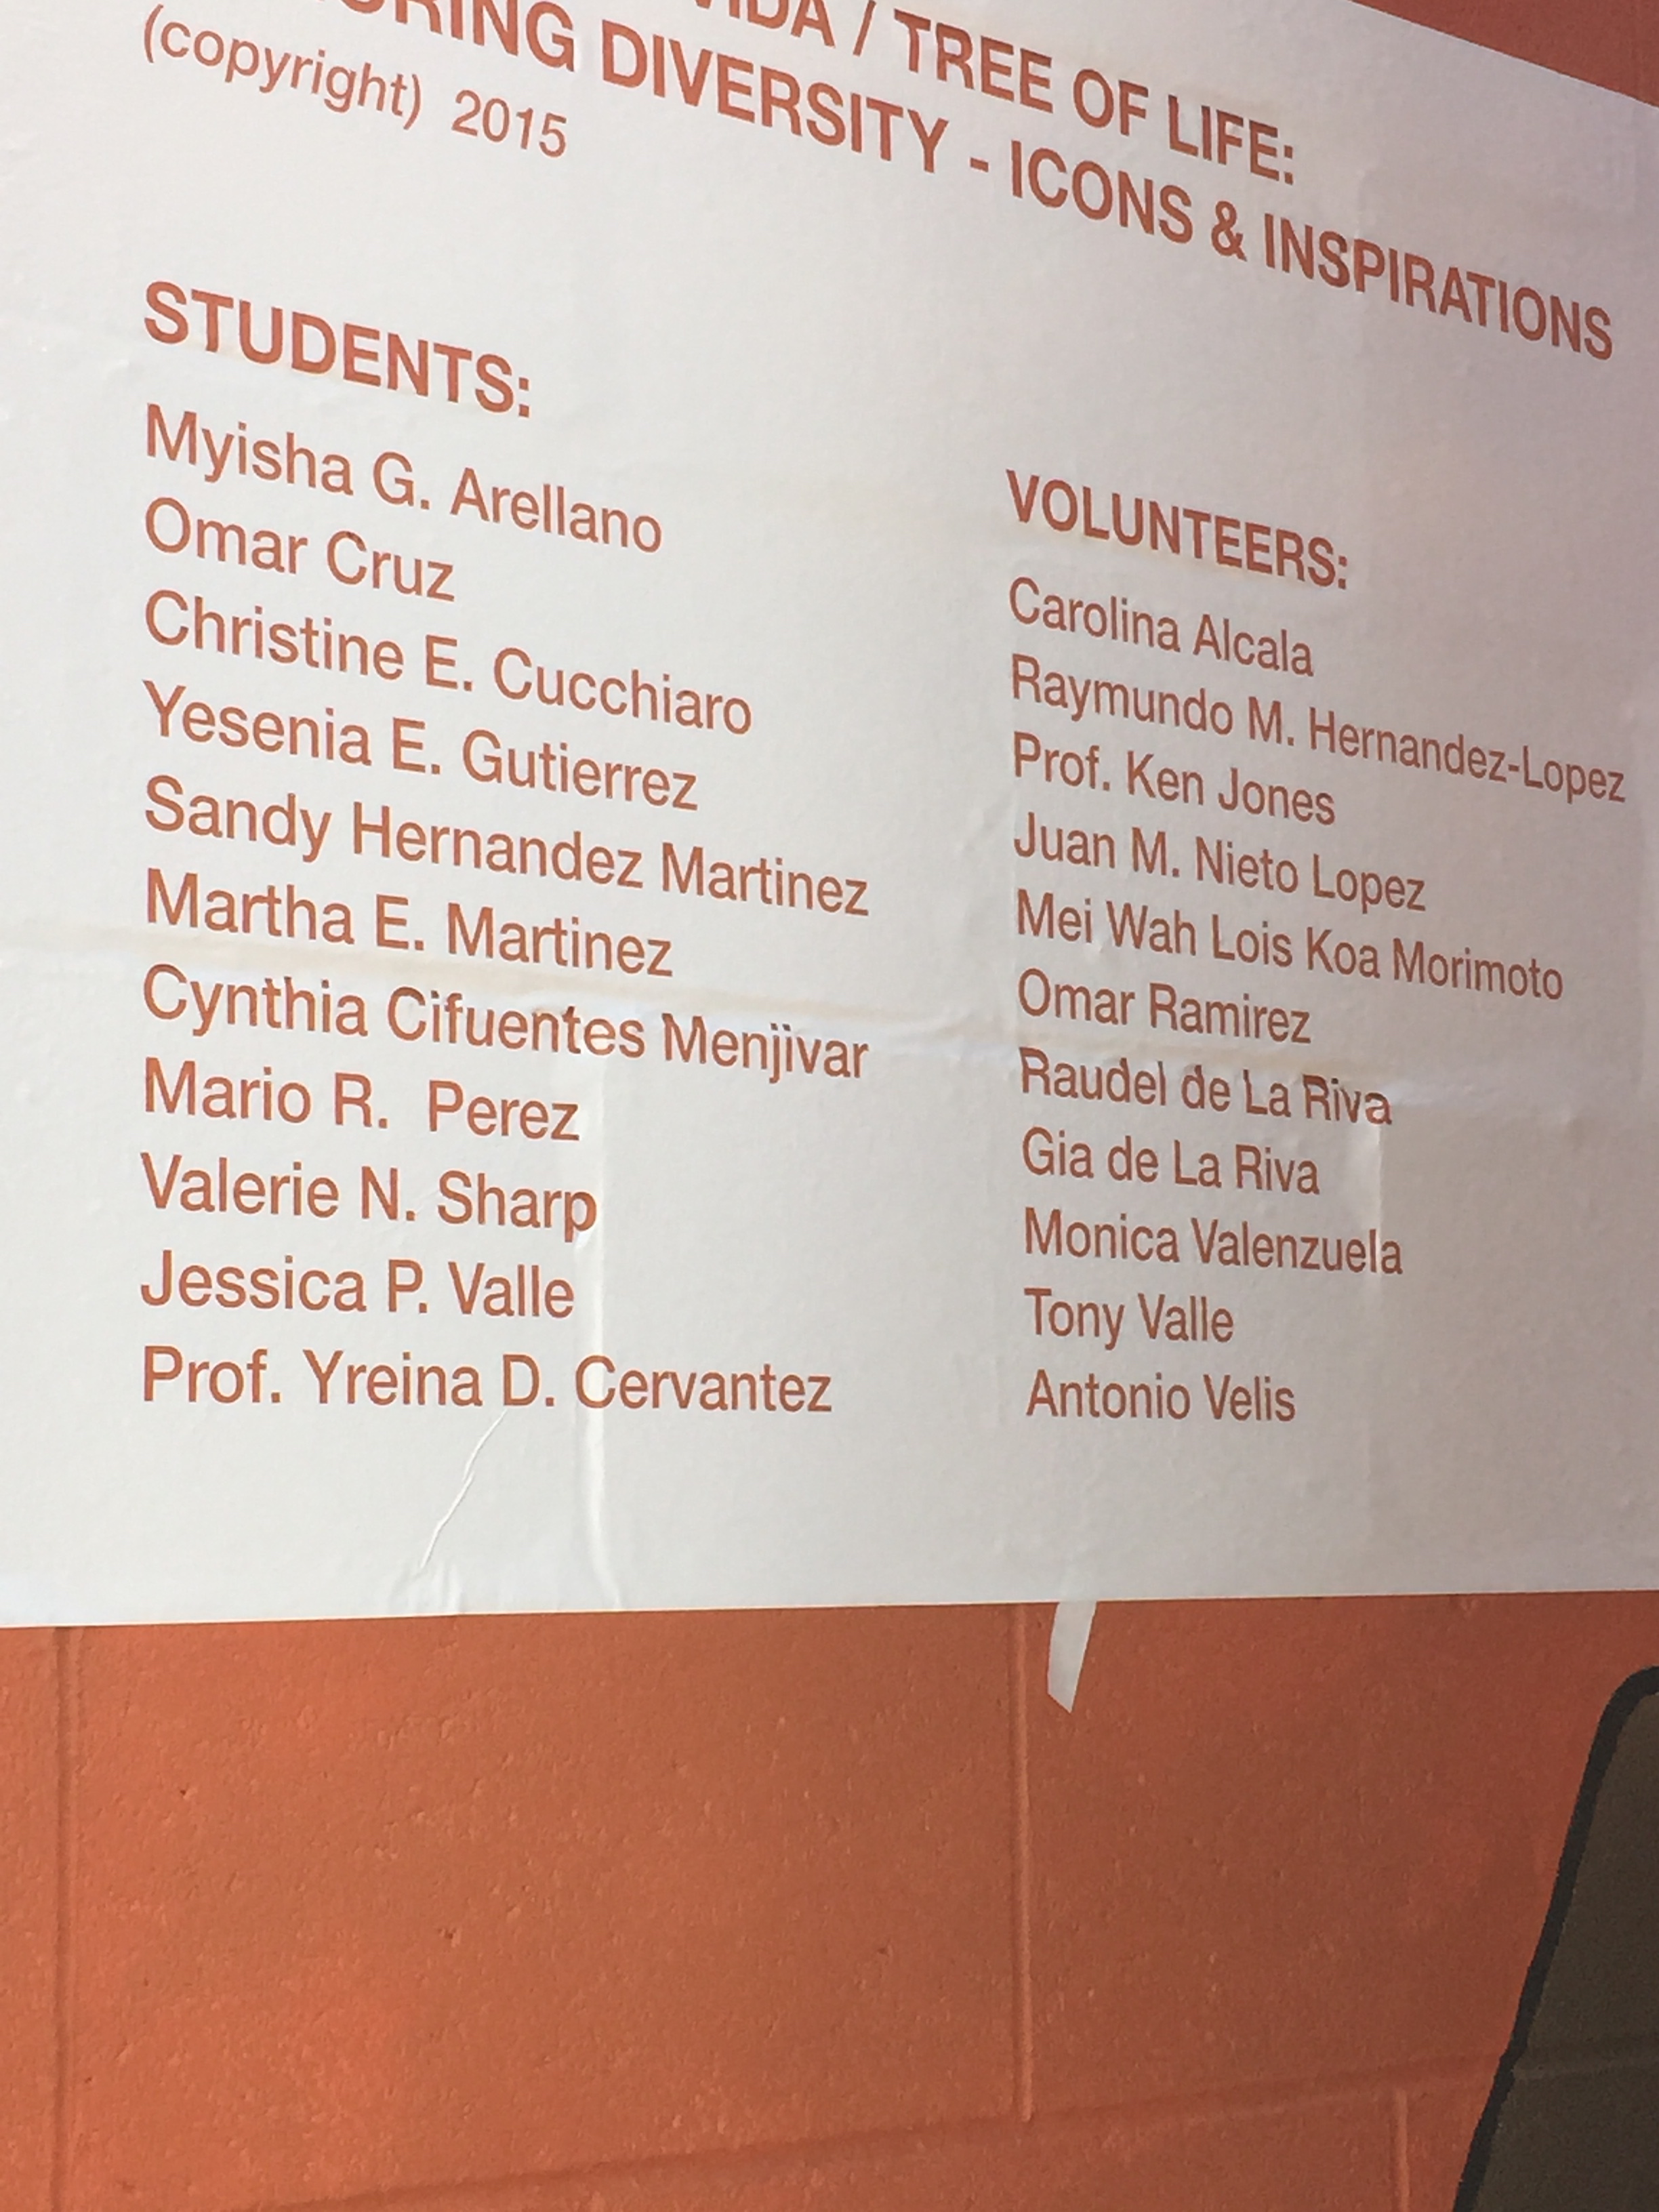 / TREE OF LIFE:
DIVERSITY - ICONS & INSPIRATIONS
(copyright) 2015
STUDENTS:
Myisha G. Arellano
Omar Cruz
Christine E. Cucchiaro
Yesenia E. Gutierrez
Sandy Hernandez Martinez
Martha E. Martinez
Cynthia Cifuentes Menjivar
Mario R. Perez
Valerie N. Sharp
Jessica P. Valle
Prof. Yreina D. Cervantez
VOLUNTEERS:
Carolina Alcala
Raymundo M. Hernandez-Lopez
Prof. Ken Jones
Juan M. Nieto Lopez
Mei Wah Lois Koa Morimoto
Omar Ramirez
Raudel de La Riva
Gia de La Riva
Monica Valenzuela
Tony Valle
Antonio Velis